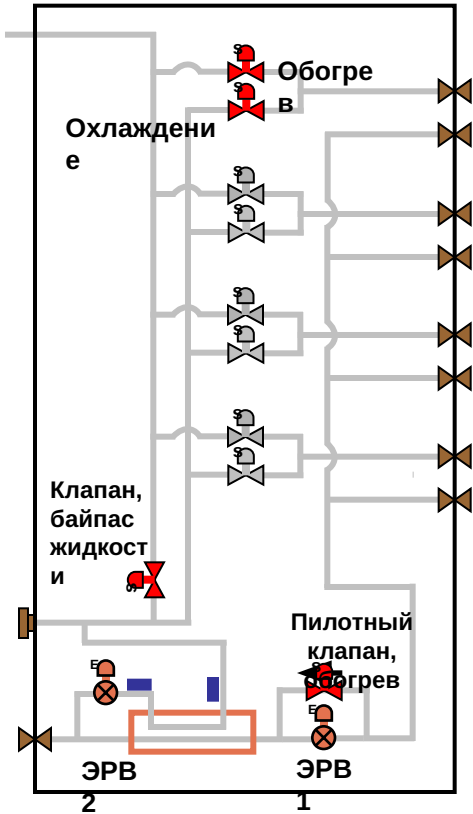 S
Обогре
в
S
Охлаждени
е
S
S
S
S
S
S
Клапан,
байпас
жидкост
и
S
Пилотный
клапан,
обогрев
S
E
E
ЭРВ
2
ЭРВ
1